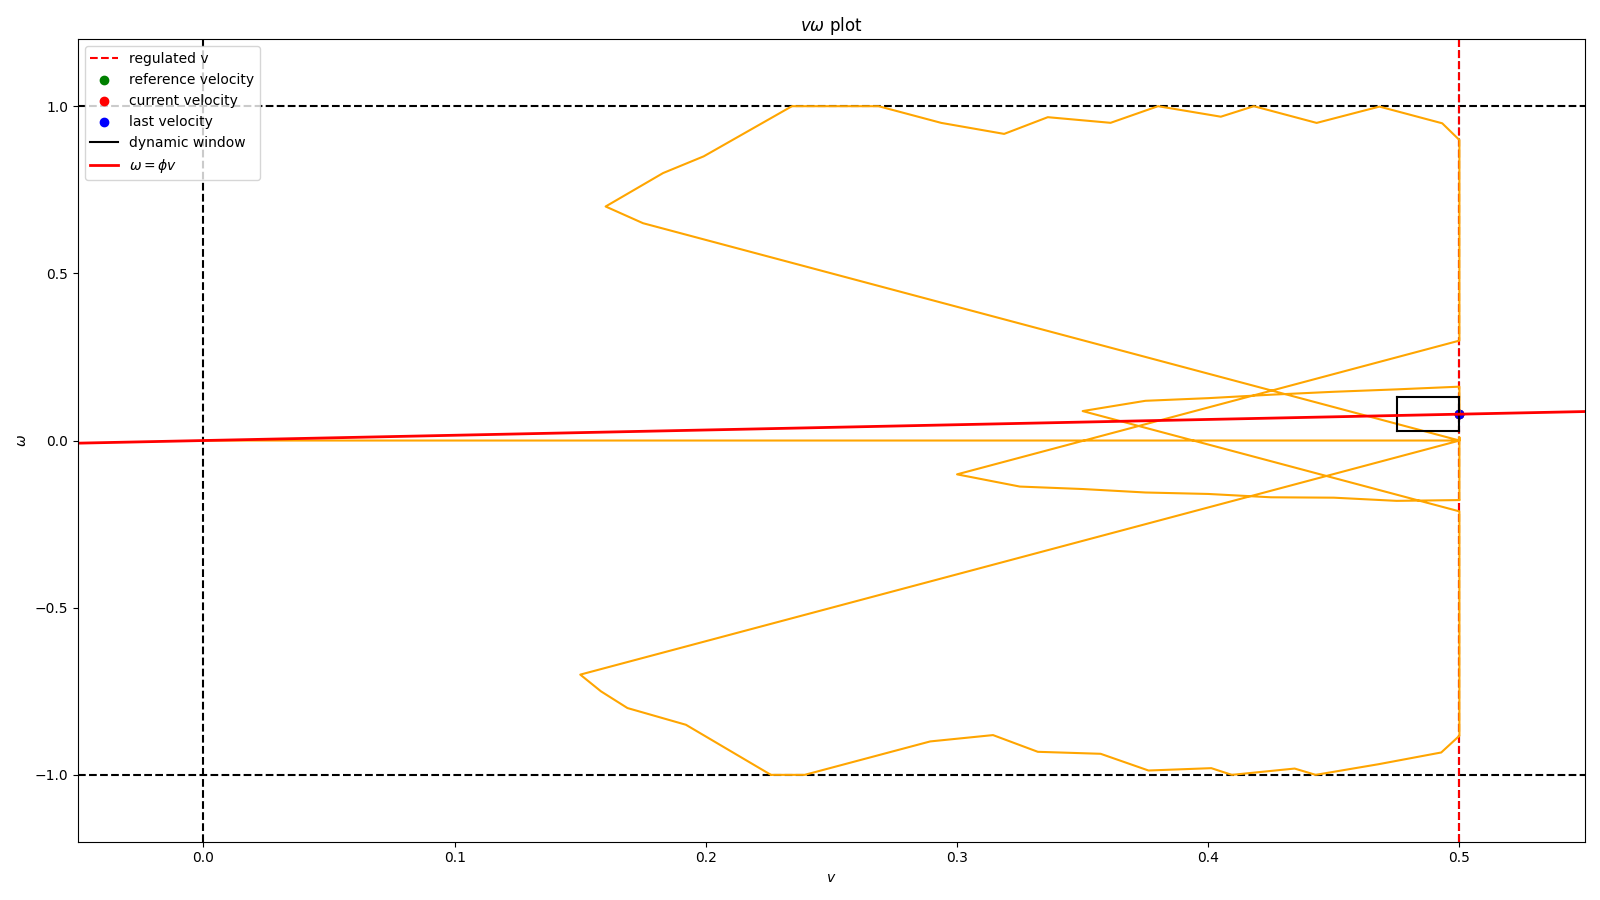 vω plot
regulated v
reference velocity
current velocity
last velocity
dynamic window
ω = ϕv
1.0
0.5
0.0
−0.5
−1.0
ω
0.0 0.1 0.2 0.3 0.4 0.5
v